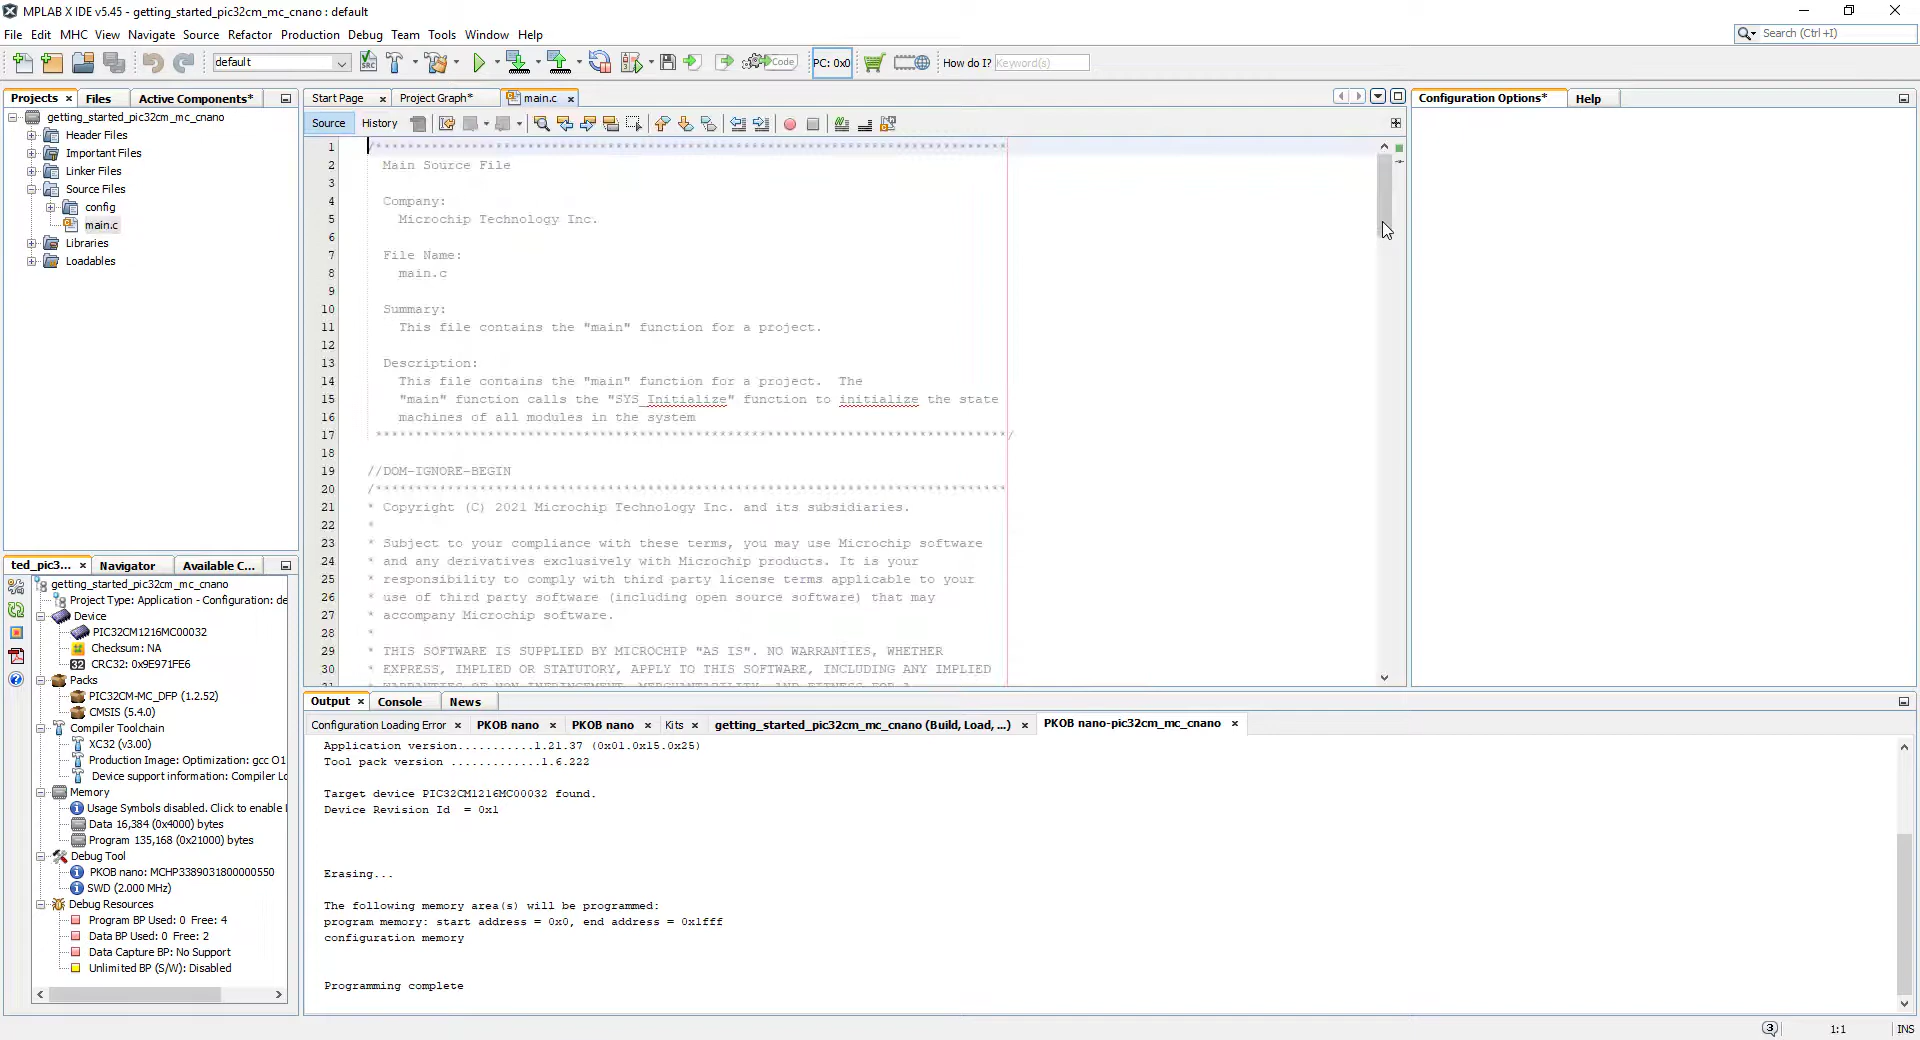 MPLAB X IDE v5.45 - getting_started_pic32cm_mc_cnano : default
File Edit MHC View Navigate Source Refactor Production Debug Team Tools Window Help
Search (Ctrl+I)
default
PC: 0x0
How do I? Keyword(s)
Projects Files Active Components*
getting_started_pic32cm_mc_cnano
Header Files
Important Files
Linker Files
Source Files
config
main.c
Libraries
Loadables
Start Page Project Graph* main.c
Source History
1 /*******************************************************************************
2 Main Source File
3
4 Company:
5 Microchip Technology Inc.
6
7 File Name:
8 main.c
9
10 Summary:
11 This file contains the "main" function for a project.
12
13 Description:
14 This file contains the "main" function for a project. The
15 "main" function calls the "SYS_Initialize" function to initialize the state
16 machines of all modules in the system
17 *******************************************************************************/
18
19 //DOM-IGNORE-BEGIN
20 /*******************************************************************************
21 * Copyright (C) 2021 Microchip Technology Inc. and its subsidiaries.
22 *
23 * Subject to your compliance with these terms, you may use Microchip software
24 * and any derivatives exclusively with Microchip products. It is your
25 * responsibility to comply with third party license terms applicable to your
26 * use of third party software (including open source software) that may
27 * accompany Microchip software.
28 *
29 * THIS SOFTWARE IS SUPPLIED BY MICROCHIP "AS IS". NO WARRANTIES, WHETHER
30 * EXPRESS, IMPLIED OR STATUTORY, APPLY TO THIS SOFTWARE, INCLUDING ANY IMPLIED
Configuration Options* Help
ted_pic3... Navigator Available C...
getting_started_pic32cm_mc_cnano
Project Type: Application - Configuration: de
Device
PIC32CM1216MC00032
Checksum: NA
32 CRC32: 0x9E971FE6
Packs
PIC32CM-MC_DFP (1.2.52)
CMSIS (5.4.0)
Compiler Toolchain
XC32 (v3.00)
Production Image: Optimization: gcc O1
Device support information: Compiler Lo
Memory
Usage Symbols disabled. Click to enable
Data 16,384 (0x4000) bytes
Program 135,168 (0x21000) bytes
Debug Tool
PKOB nano: MCHP3389031800000550
SWD (2.000 MHz)
Debug Resources
Program BP Used: 0 Free: 4
Data BP Used: 0 Free: 2
Data Capture BP: No Support
Unlimited BP (S/W): Disabled
Output Console News
Configuration Loading Error PKOB nano PKOB nano Kits getting_started_pic32cm_mc_cnano (Build, Load, ...) PKOB nano-pic32cm_mc_cnano
Application version...........1.21.37 (0x01.0x15.0x25)
Tool pack version .............1.6.222
Target device PIC32CM1216MC00032 found.
Device Revision Id = 0x1
Erasing...
The following memory area(s) will be programmed:
program memory: start address = 0x0, end address = 0x1fff
configuration memory
Programming complete
3 1:1 INS